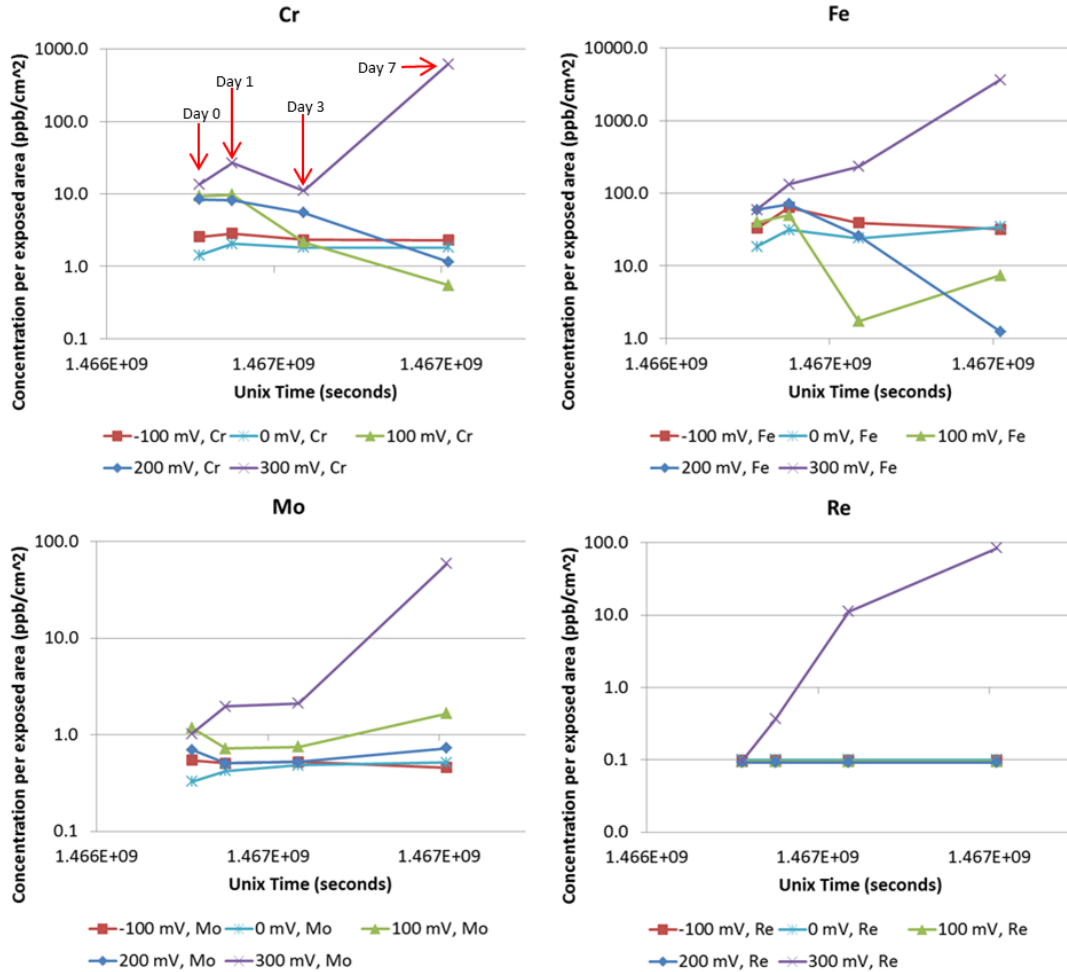 Cr
Concentration per exposed area (ppb/cm^2)
1000.0
100.0
10.0
1.0
0.1
Day 0
Day 1
Day 3
Day 7
1.466E+09 1.467E+09 1.467E+09
Unix Time (seconds)
-100 mV, Cr 0 mV, Cr 100 mV, Cr
200 mV, Cr 300 mV, Cr
Fe
Concentration per exposed area (ppb/cm^2)
10000.0
1000.0
100.0
10.0
1.0
1.466E+09 1.467E+09 1.467E+09
Unix Time (seconds)
-100 mV, Fe 0 mV, Fe 100 mV, Fe
200 mV, Fe 300 mV, Fe
Mo
Concentration per exposed area (ppb/cm^2)
100.0
10.0
1.0
0.1
1.466E+09 1.467E+09 1.467E+09
Unix Time (seconds)
-100 mV, Mo 0 mV, Mo 100 mV, Mo
200 mV, Mo 300 mV, Mo
Re
Concentration per exposed area (ppb/cm^2)
100.0
10.0
1.0
0.1
0.0
1.466E+09 1.467E+09 1.467E+09
Unix Time (seconds)
-100 mV, Re 0 mV, Re 100 mV, Re
200 mV, Re 300 mV, Re